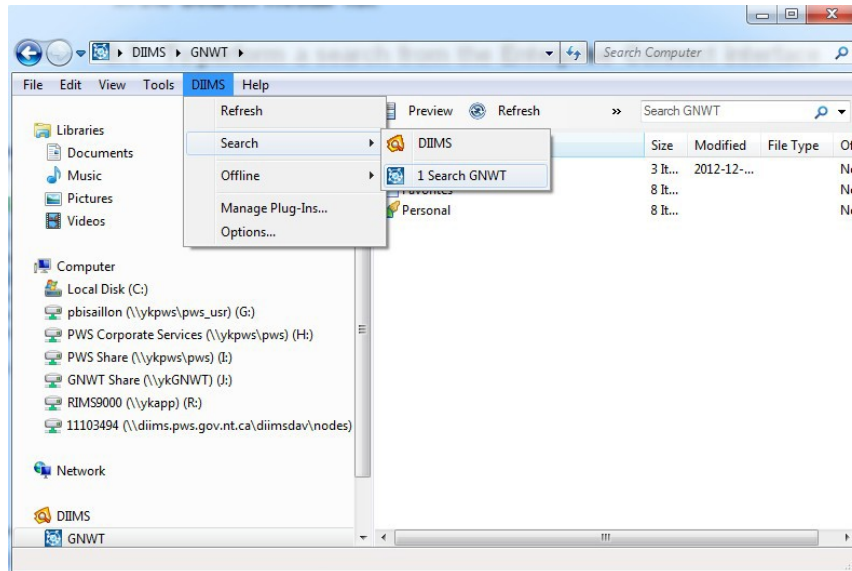 DIIMS GNWT Search Computer
File Edit View Tools DIIMS Help
Refresh Preview Refresh » Search GNWT
Libraries
Documents Search DIIMS Size Modified File Type
Music Offline 1 Search GNWT 3 It... 2012-12-...
Favorites 8 It...
Pictures Manage Plug-Ins... Personal 8 It...
Videos Options...
Computer
Local Disk (C:)
pbisaillon (\\ykpws\pws_usr) (G:)
PWS Corporate Services (\\ykpws\pws) (H:)
PWS Share (\\ykpws\pws) (I:)
GNWT Share (\\ykGNWT) (J:)
RIMS9000 (\\ykapp) (R:)
11103494 (\\diims.pws.gov.nt.ca\diimsdav\nodes)
Network
DIIMS
GNWT